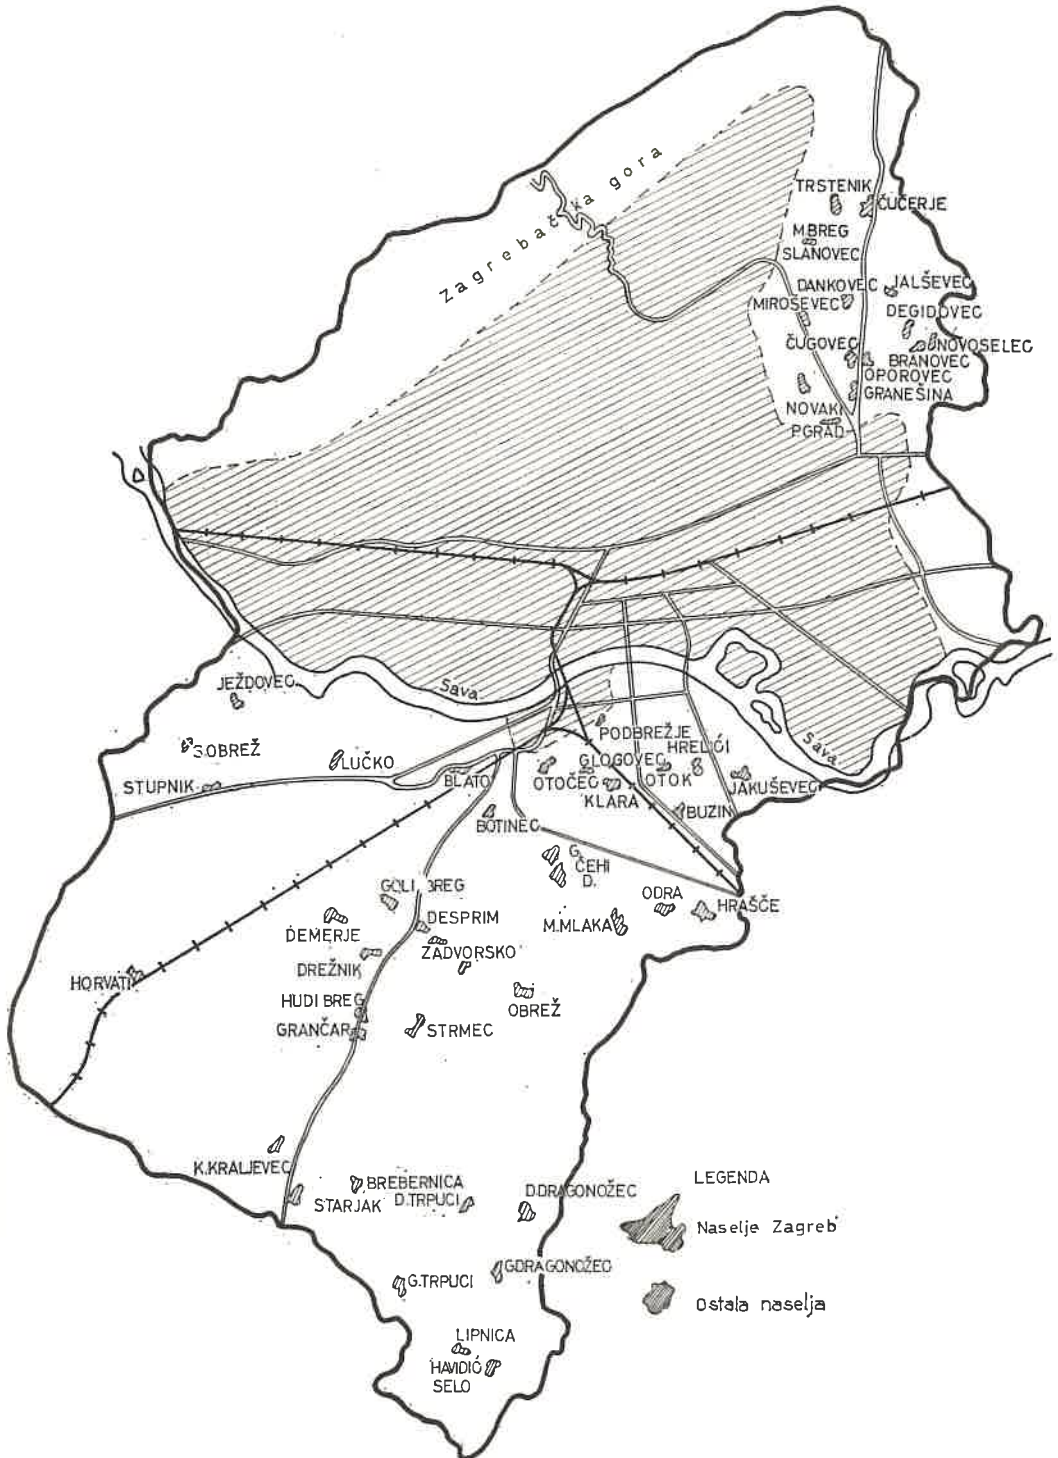 Zagrebačka gora
TRSTENIK
ČUČERJE
M.BREG
SLANOVEC
DANKOVEC
JALŠEVEC
MIROŠEVEC
DEGIDOVEC
ČUGOVEC
NOVOSELEC
BRANOVEC
OPOROVEC
GRANEŠINA
NOVAKI
P.GRAD
JEŽDOVEC
Sava
S.OBREŽ
LUČKO
STUPNIK
BLATO
PODBREŽJE
HRELIĆI
GLOGOVEC
OTOČEC
OTOK
JAKUŠEVEC
KLARA
BUZIN
Sava
BOTINEC
G.
ČEHI
D.
GOLI BREG
ODRA
HRAŠĆE
DEMERJE
DESPRIM
M.MLAKA
ZADVORSKO
DREŽNIK
HORVATI
HUDI BREG
OBREŽ
GRANČAR
STRMEC
K.KRALJEVEC
BREBERNICA
STARJAK
D.TRPUCI
D.DRAGONOŽEC
G.DRAGONOŽEC
G.TRPUCI
LIPNICA
HAVIDIĆ
SELO
LEGENDA
Naselje Zagreb
Ostala naselja